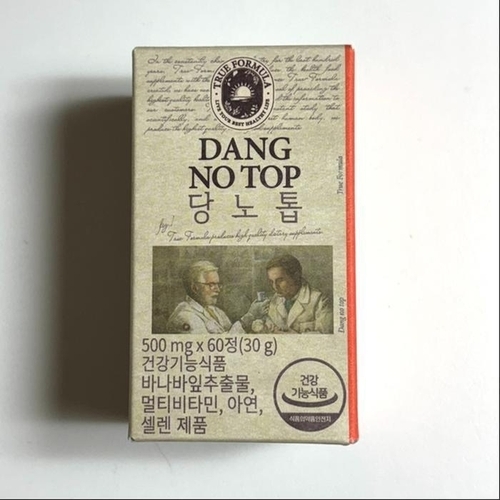 TRUE FORMULA
LIVE YOUR BEST HEALTHY LIFE
DANG
NO TOP
당 노 톱
fig.1
True Formula produces high quality dietary supplements
True Formula
Dang no top
500 mg x 60정(30 g)
건강기능식품
바나바잎추출물,
멀티비타민, 아연,
셀렌 제품
건강
기능식품
식품의약품안전처